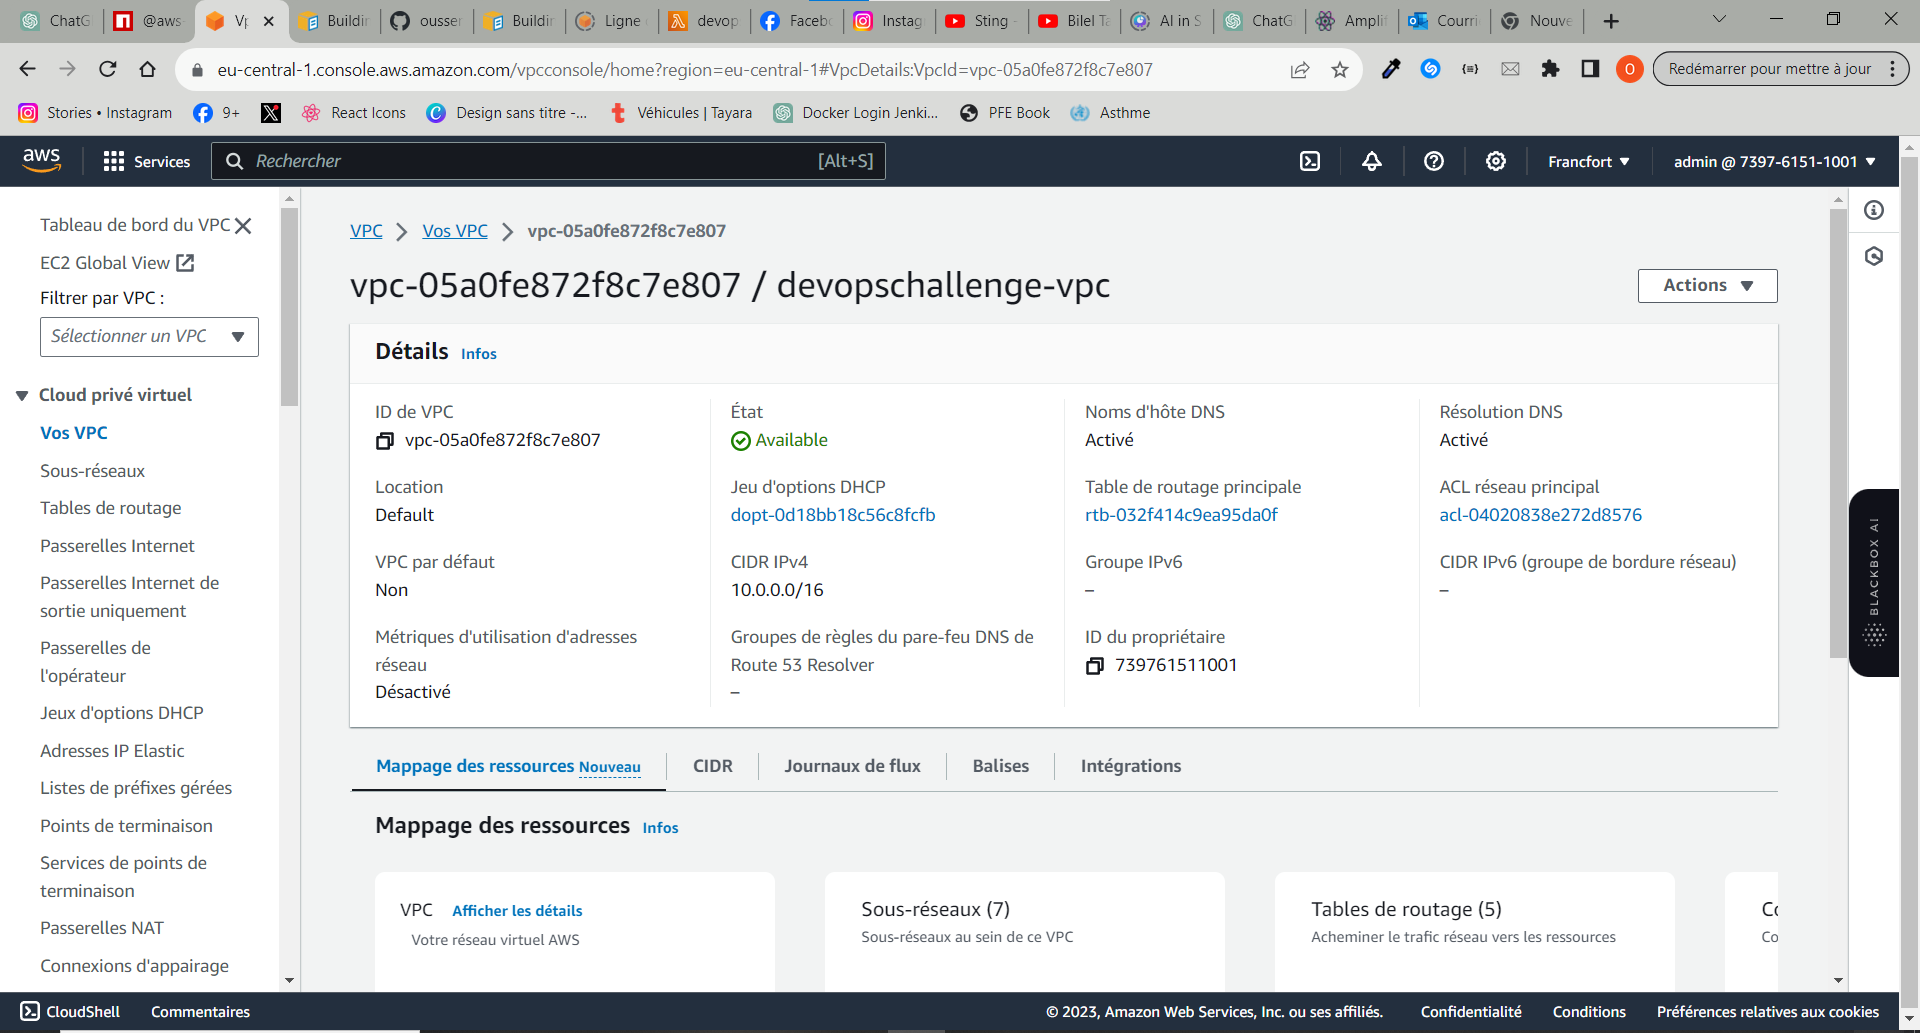 ChatG
@aws-
Vp
Buildin
ousser
Buildin
Ligne
devop
Facebo
Instag
Sting -
Bilel Ta
AI in S
ChatG
Amplif
Courri
Nouve
eu-central-1.console.aws.amazon.com/vpcconsole/home?region=eu-central-1#VpcDetails:VpcId=vpc-05a0fe872f8c7e807
O
Redémarrer pour mettre à jour
Stories • Instagram
9+
React Icons
Design sans titre -...
Véhicules | Tayara
Docker Login Jenki...
PFE Book
Asthme
aws
Services
Rechercher
[Alt+S]
Francfort
admin @ 7397-6151-1001
Tableau de bord du VPC
EC2 Global View
Filtrer par VPC :
Sélectionner un VPC
Cloud privé virtuel
Vos VPC
Sous-réseaux
Tables de routage
Passerelles Internet
Passerelles Internet de
sortie uniquement
Passerelles de
l'opérateur
Jeux d'options DHCP
Adresses IP Elastic
Listes de préfixes gérées
Points de terminaison
Services de points de
terminaison
Passerelles NAT
Connexions d'appairage
VPC > Vos VPC > vpc-05a0fe872f8c7e807
vpc-05a0fe872f8c7e807 / devopschallenge-vpc
Actions
Détails Infos
ID de VPC
vpc-05a0fe872f8c7e807
État
Available
Noms d'hôte DNS
Activé
Résolution DNS
Activé
Location
Default
Jeu d'options DHCP
dopt-0d18bb18c56c8fcfb
Table de routage principale
rtb-032f414c9ea95da0f
ACL réseau principal
acl-04020838e272d8576
VPC par défaut
Non
CIDR IPv4
10.0.0.0/16
Groupe IPv6
–
CIDR IPv6 (groupe de bordure réseau)
–
Métriques d'utilisation d'adresses
réseau
Désactivé
Groupes de règles du pare-feu DNS de
Route 53 Resolver
–
ID du propriétaire
739761511001
BLACKBOX AI
Mappage des ressources Nouveau
CIDR
Journaux de flux
Balises
Intégrations
Mappage des ressources Infos
VPC Afficher les détails
Votre réseau virtuel AWS
Sous-réseaux (7)
Sous-réseaux au sein de ce VPC
Tables de routage (5)
Acheminer le trafic réseau vers les ressources
Co
Co
CloudShell
Commentaires
© 2023, Amazon Web Services, Inc. ou ses affiliés.
Confidentialité
Conditions
Préférences relatives aux cookies